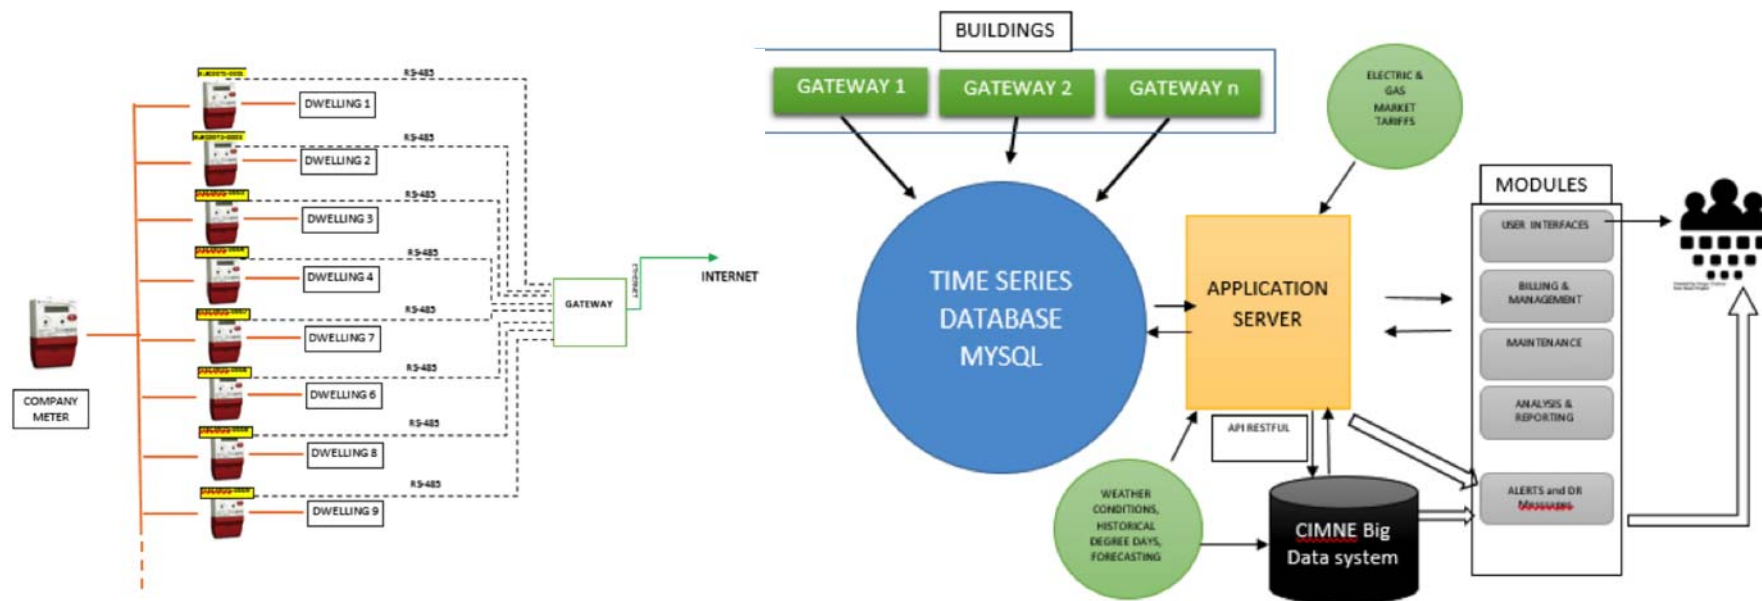 RS-485
DWELLING 1
RS-485
DWELLING 2
RS-485
DWELLING 3
RS-485
DWELLING 4
RS-485
DWELLING 7
RS-485
DWELLING 6
RS-485
DWELLING 8
RS-485
DWELLING 9
COMPANY
METER
GATEWAY
ETHERNET
INTERNET
BUILDINGS
GATEWAY 1
GATEWAY 2
GATEWAY n
ELECTRIC &
GAS
MARKET
TARIFFS
TIME SERIES
DATABASE
MYSQL
APPLICATION
SERVER
API RESTFUL
WEATHER
CONDITIONS,
HISTORICAL
DEGREE DAYS,
FORECASTING
CIMNE Big
Data system
MODULES
USER INTERFACES
BILLING &
MANAGEMENT
MAINTENANCE
ANALYSIS &
REPORTING
ALERTS and DR
Messages